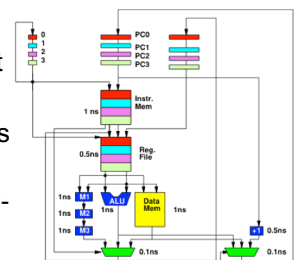 t
s
-
0
1
2
3
PC0
PC1
PC2
PC3
Instr.
Mem
1 ns
0.5ns
Reg.
File
1ns M1
1ns M2
1ns M3
ALU
1ns
Data
Mem
1ns
+1 0.5ns
0.1ns
0.1ns